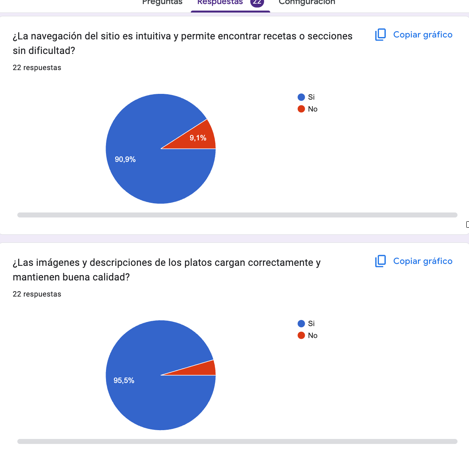 Preguntas Respuestas 22 Configuración
¿La navegación del sitio es intuitiva y permite encontrar recetas o secciones
sin dificultad?
Copiar gráfico
22 respuestas
Si
No
9,1%
90,9%
¿Las imágenes y descripciones de los platos cargan correctamente y
mantienen buena calidad?
Copiar gráfico
22 respuestas
Si
No
95,5%